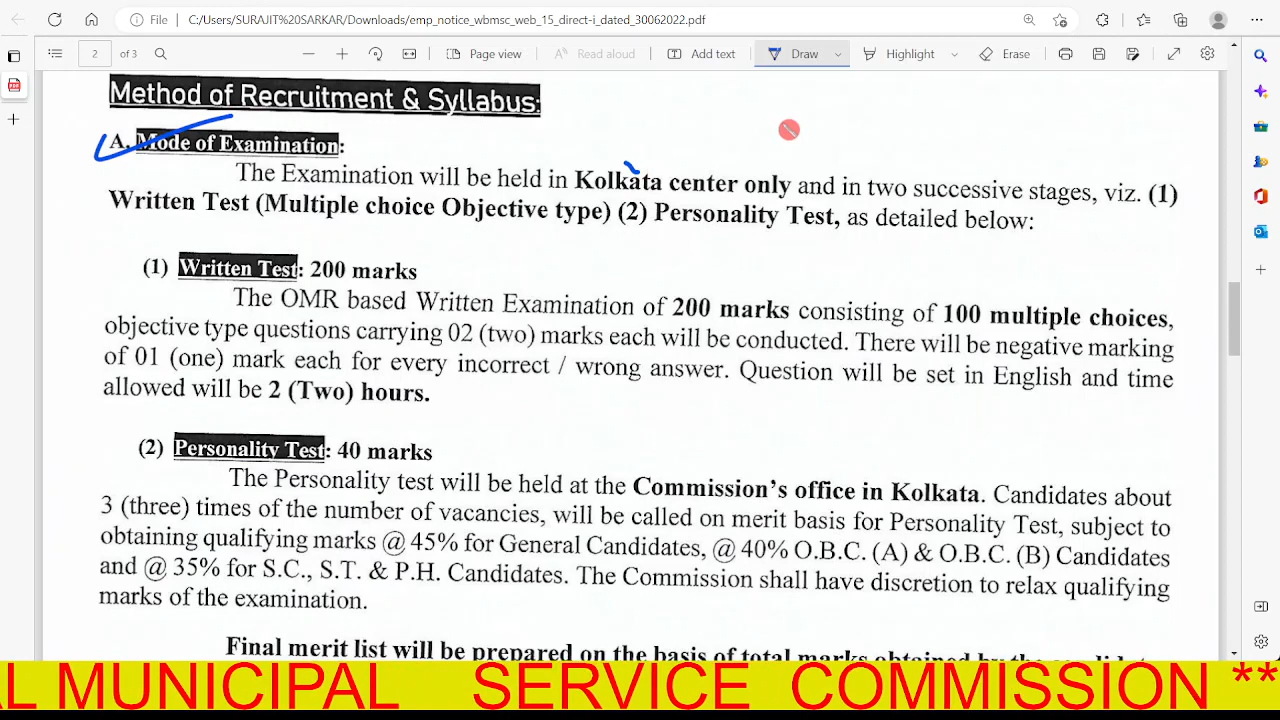 File C:/Users/SURAJIT%20SARKAR/Downloads/emp_notice_wbmsc_web_15_direct-i_dated_30062022.pdf
2 of 3 Page view Read aloud Add text Draw Highlight Erase
Method of Recruitment & Syllabus:
A. Mode of Examination:
The Examination will be held in Kolkata center only and in two successive stages, viz. (1)
Written Test (Multiple choice Objective type) (2) Personality Test, as detailed below:
(1) Written Test: 200 marks
The OMR based Written Examination of 200 marks consisting of 100 multiple choices,
objective type questions carrying 02 (two) marks each will be conducted. There will be negative marking
of 01 (one) mark each for every incorrect / wrong answer. Question will be set in English and time
allowed will be 2 (Two) hours.
(2) Personality Test: 40 marks
The Personality test will be held at the Commission's office in Kolkata. Candidates about
3 (three) times of the number of vacancies, will be called on merit basis for Personality Test, subject to
obtaining qualifying marks @ 45% for General Candidates, @ 40% O.B.C. (A) & O.B.C. (B) Candidates
and @ 35% for S.C., S.T. & P.H. Candidates. The Commission shall have discretion to relax qualifying
marks of the examination.
Final merit list will be prepared on the basis of total marks obtained by the
L MUNICIPAL SERVICE COMMISSION **